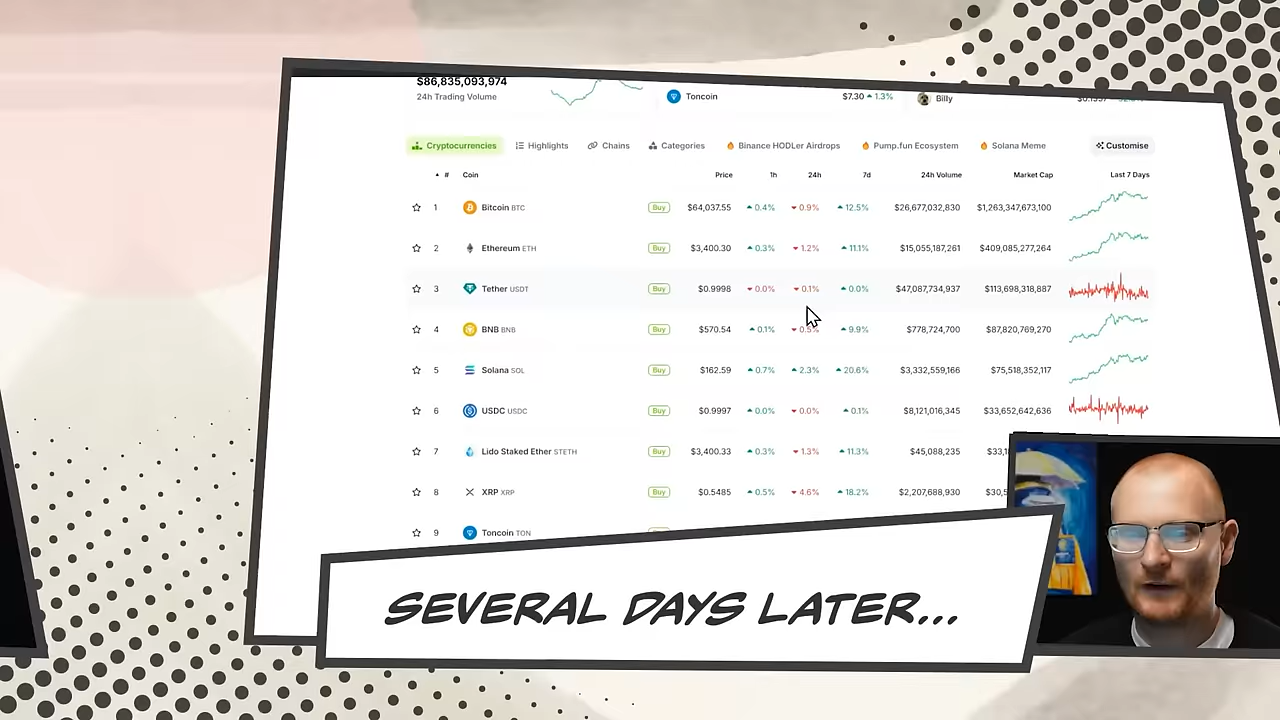 $86,835,093,974
24h Trading Volume
Toncoin $7.30 1.3% Billy
Cryptocurrencies Highlights Chains Categories Binance HODLer Airdrops Pump.fun Ecosystem Solana Meme Customise
# Coin Price 1h 24h 7d 24h Volume Market Cap Last 7 Days
1 Bitcoin BTC Buy $64,037.55 0.4% 0.9% 12.5% $26,677,032,830 $1,263,347,673,100
2 Ethereum ETH Buy $3,400.30 0.3% 1.2% 11.1% $15,055,187,261 $409,085,277,264
3 Tether USDT Buy $0.9998 0.0% 0.1% 0.0% $47,087,734,937 $113,698,318,887
4 BNB BNB Buy $570.54 0.1% 0.5% 9.9% $778,724,700 $87,820,769,270
5 Solana SOL Buy $162.59 0.7% 2.3% 20.6% $3,332,559,166 $75,518,352,117
6 USDC USDC Buy $0.9997 0.0% 0.0% 0.1% $8,121,016,345 $33,652,642,636
7 Lido Staked Ether STETH Buy $3,400.33 0.3% 1.3% 11.3% $45,088,235
8 XRP XRP Buy $0.5485 0.5% 4.6% 18.2% $2,207,688,930
9 Toncoin TON
SEVERAL DAYS LATER...